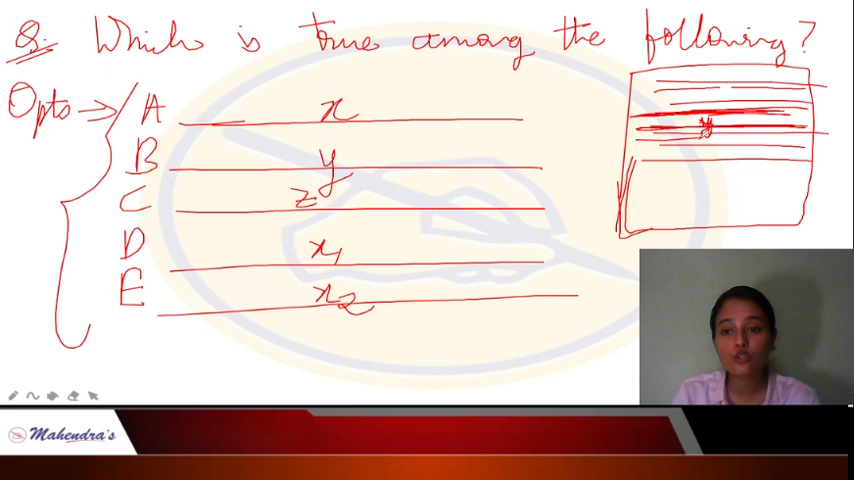 Q. Which is true among the following?
Opts → A x
B y
C z
D x1
E x2
y
Mahendra's